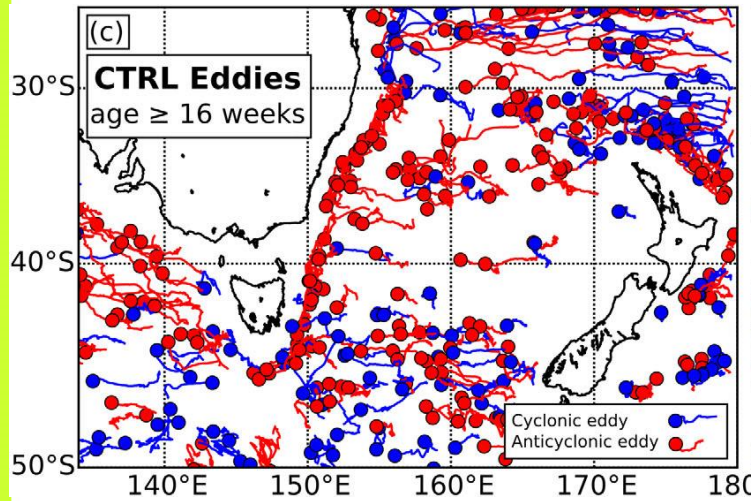 (c)
CTRL Eddies
age ≥ 16 weeks
30°S
40°S
50°S
Cyclonic eddy
Anticyclonic eddy
140°E
150°E
160°E
170°E
180